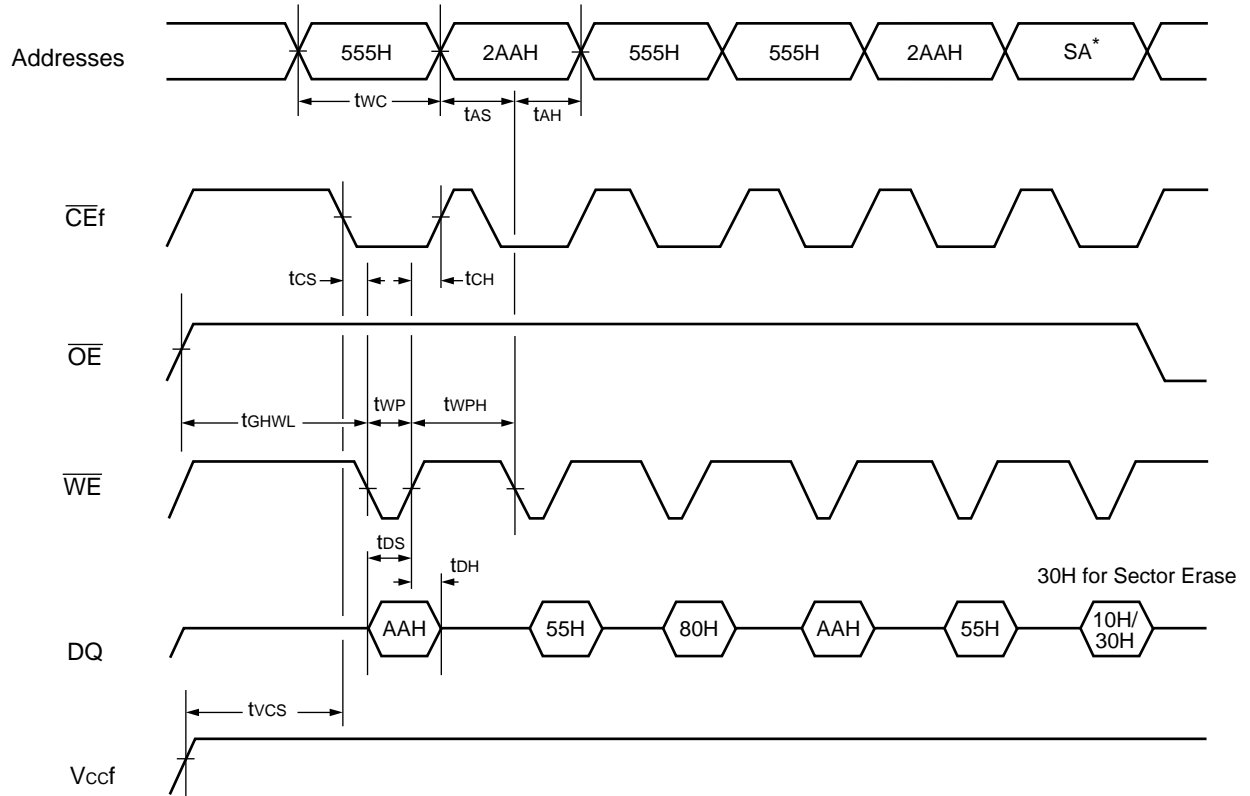 Addresses 555H 2AAH 555H 555H 2AAH SA*
tWC tAS tAH
CEf
tCS tCH
OE
tGHWL tWP tWPH
WE
tDS
tDH
30H for Sector Erase
DQ AAH 55H 80H AAH 55H 10H/
30H
tVCS
VCCf